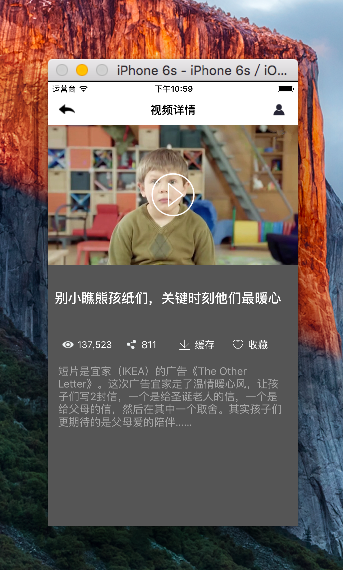 iPhone 6s - iPhone 6s / iO...
运营商 下午10:59
视频详情
别小瞧熊孩纸们，关键时刻他们最暖心
137,523 811 缓存 收藏
短片是宜家（IKEA）的广告《The Other
Letter》。这次广告宜家走了温情暖心风，让孩
子们写2封信，一个是给圣诞老人的信，一个是
给父母的信，然后在其中一个取舍。其实孩子们
更期待的是父母爱的陪伴......